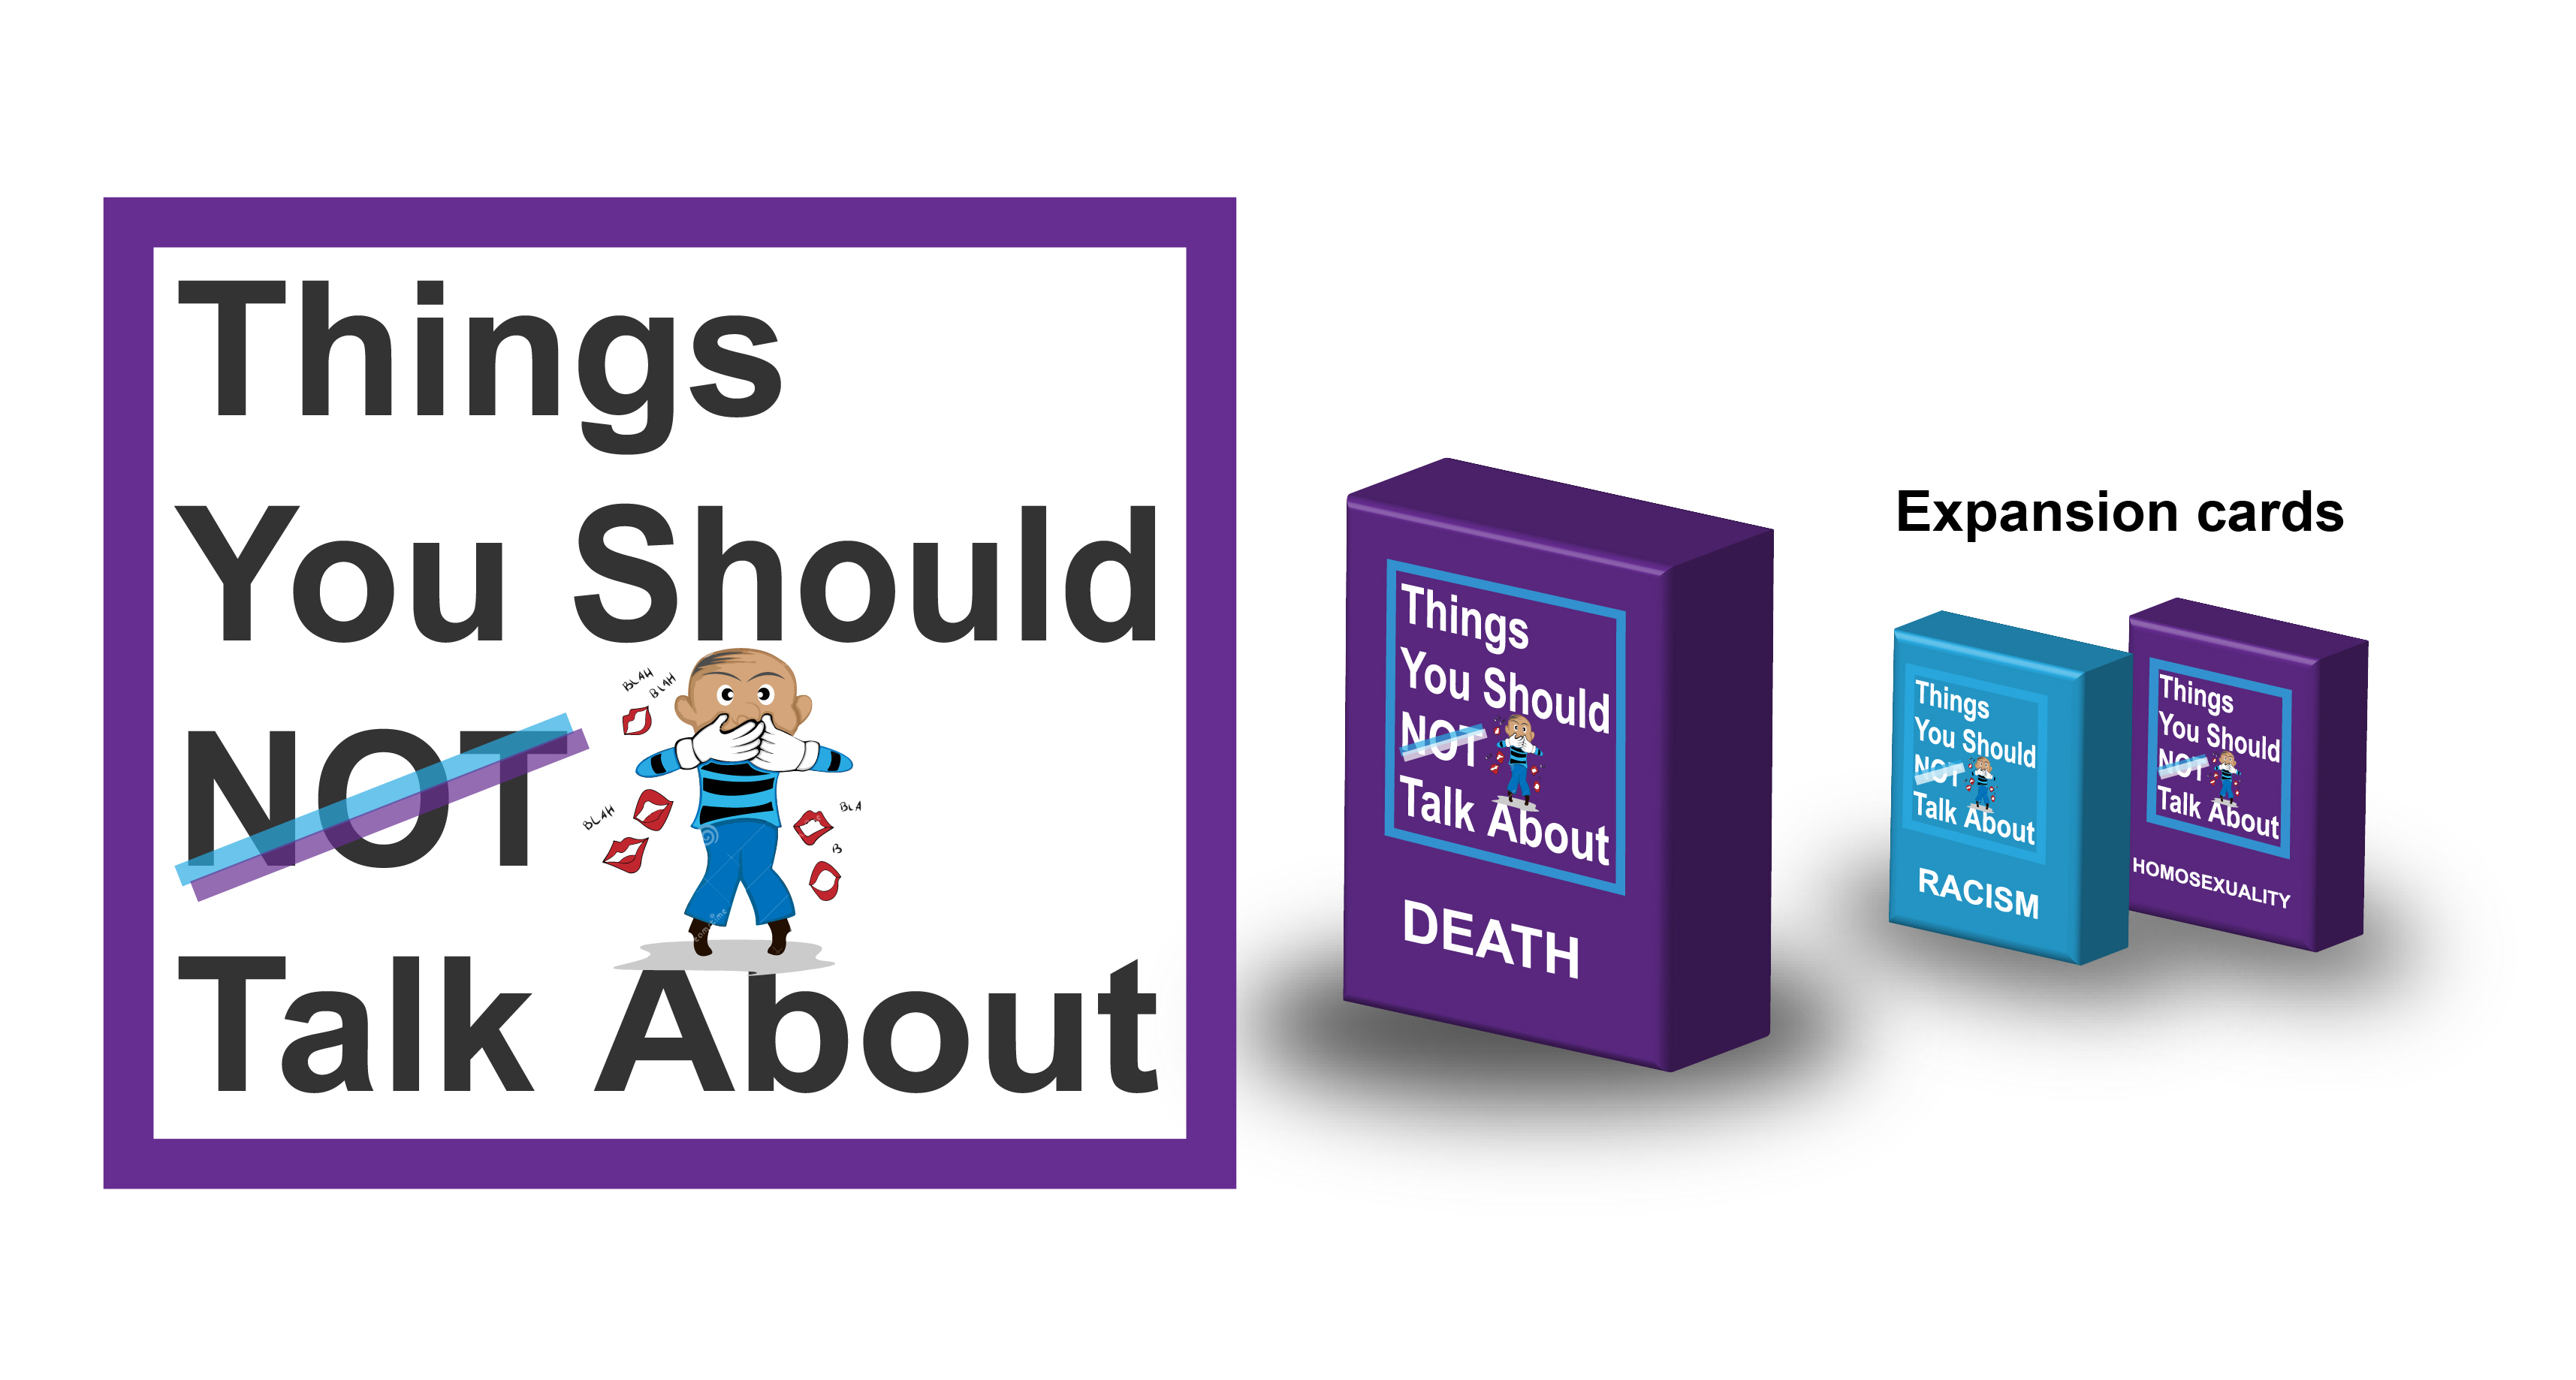 Things
You Should
NOT
Talk About
BLAH
BLAH
BLAH
BLA
B
Things
You Should
NOT
Talk About
DEATH
Expansion cards
Things
You Should
NOT
Talk About
RACISM
Things
You Should
NOT
Talk About
HOMOSEXUALITY